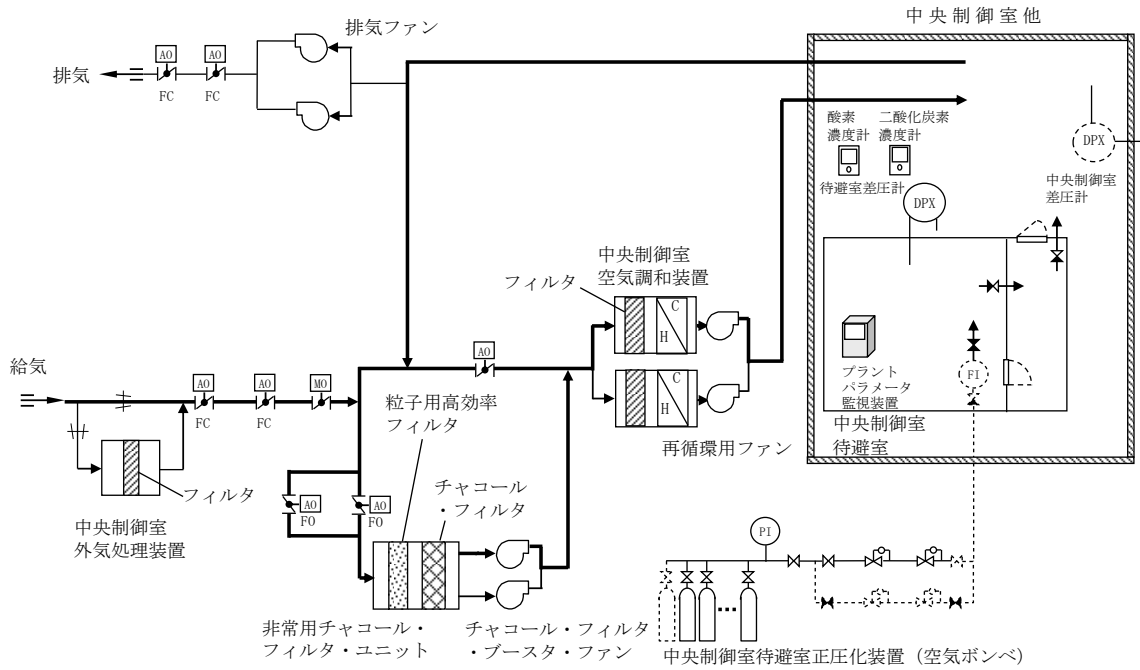 中央制御室他
排気ファン
AO
AO
排気
FC
FC
酸素
濃度計
二酸化炭素
濃度計
DPX
中央制御室
差圧計
待避室差圧計
DPX
中央制御室
空気調和装置
フィルタ
C
H
C
H
再循環用ファン
プラント
パラメータ
監視装置
FI
中央制御室
待避室
給気
AO
AO
MO
FC
FC
AO
フィルタ
中央制御室
外気処理装置
粒子用高効率
フィルタ
チャコール
・フィルタ
AO
FO
AO
FO
非常用チャコール・
フィルタ・ユニット
チャコール・フィルタ
・ブースタ・ファン
PI
中央制御室待避室正圧化装置（空気ボンベ）